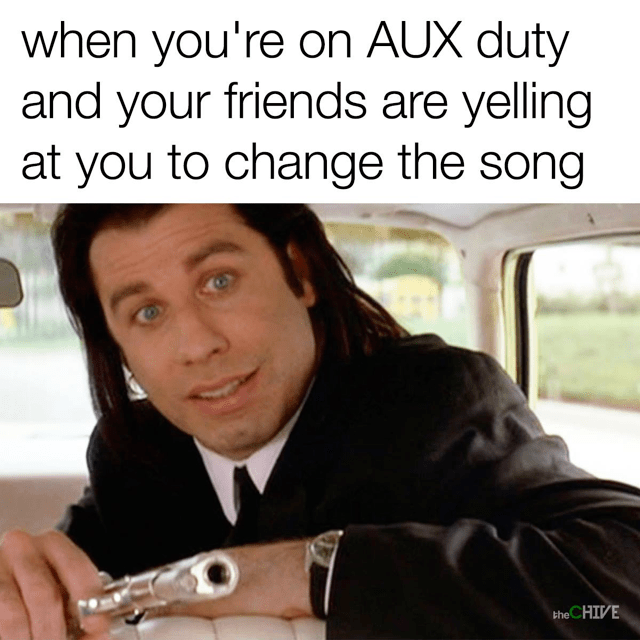 when you're on AUX duty
and your friends are yelling
at you to change the song
theCHIVE